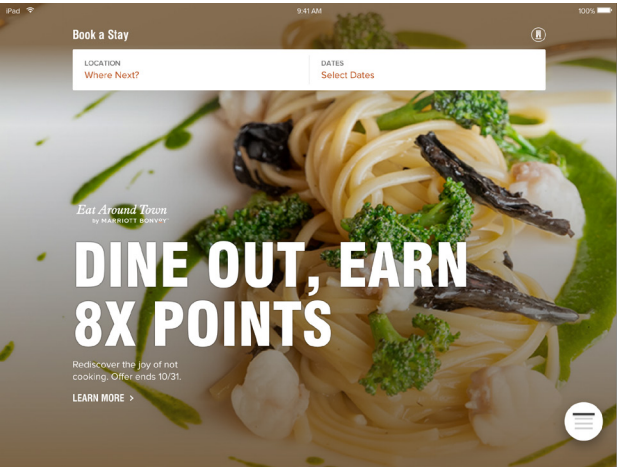 iPad 9:41 AM 100%
Book a Stay
LOCATION DATES
Where Next? Select Dates
Eat Around Town
by MARRIOTT BONVOY
DINE OUT, EARN
8X POINTS
Rediscover the joy of not
cooking. Offer ends 10/31.
LEARN MORE >